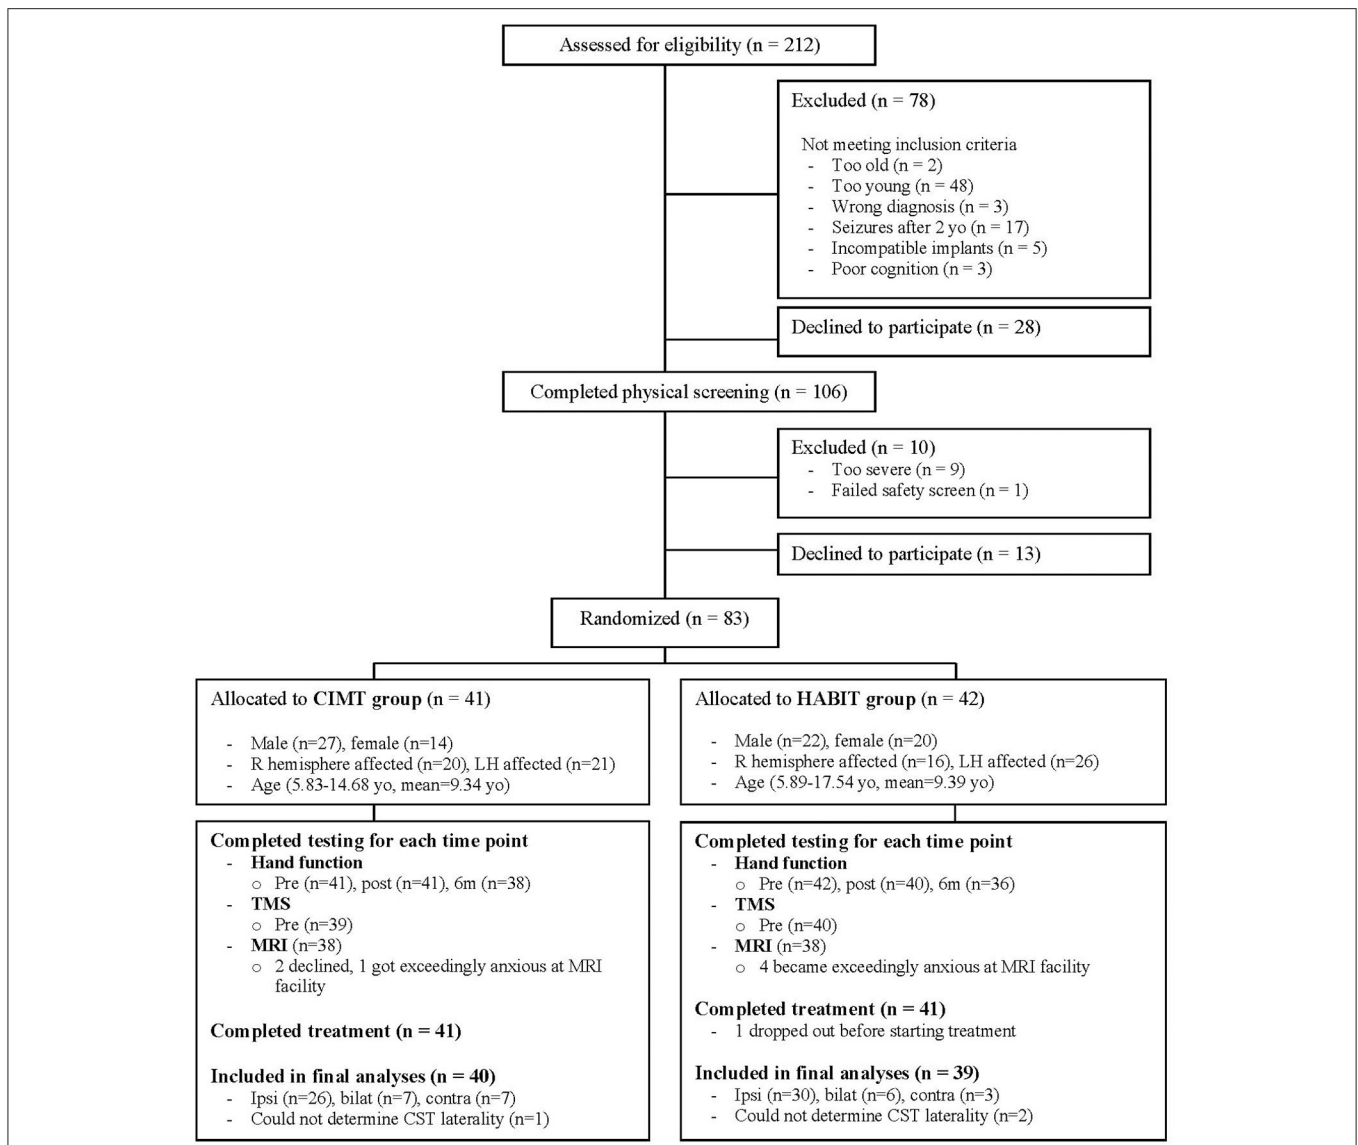 Assessed for eligibility (n = 212)
Excluded (n = 78)
Not meeting inclusion criteria
- Too old (n = 2)
- Too young (n = 48)
- Wrong diagnosis (n = 3)
- Seizures after 2 yo (n = 17)
- Incompatible implants (n = 5)
- Poor cognition (n = 3)
Declined to participate (n = 28)
Completed physical screening (n = 106)
Excluded (n = 10)
- Too severe (n = 9)
- Failed safety screen (n = 1)
Declined to participate (n = 13)
Randomized (n = 83)
Allocated to CIMT group (n = 41)
- Male (n=27), female (n=14)
- R hemisphere affected (n=20), LH affected (n=21)
- Age (5.83-14.68 yo, mean=9.34 yo)
Completed testing for each time point
- Hand function
o Pre (n=41), post (n=41), 6m (n=38)
- TMS
o Pre (n=39)
- MRI (n=38)
o 2 declined, 1 got exceedingly anxious at MRI
facility
Completed treatment (n = 41)
Included in final analyses (n = 40)
- Ipsi (n=26), bilat (n=7), contra (n=7)
- Could not determine CST laterality (n=1)
Allocated to HABIT group (n = 42)
- Male (n=22), female (n=20)
- R hemisphere affected (n=16), LH affected (n=26)
- Age (5.89-17.54 yo, mean=9.39 yo)
Completed testing for each time point
- Hand function
o Pre (n=42), post (n=40), 6m (n=36)
- TMS
o Pre (n=40)
- MRI (n=38)
o 4 became exceedingly anxious at MRI facility
Completed treatment (n = 41)
- 1 dropped out before starting treatment
Included in final analyses (n = 39)
- Ipsi (n=30), bilat (n=6), contra (n=3)
- Could not determine CST laterality (n=2)